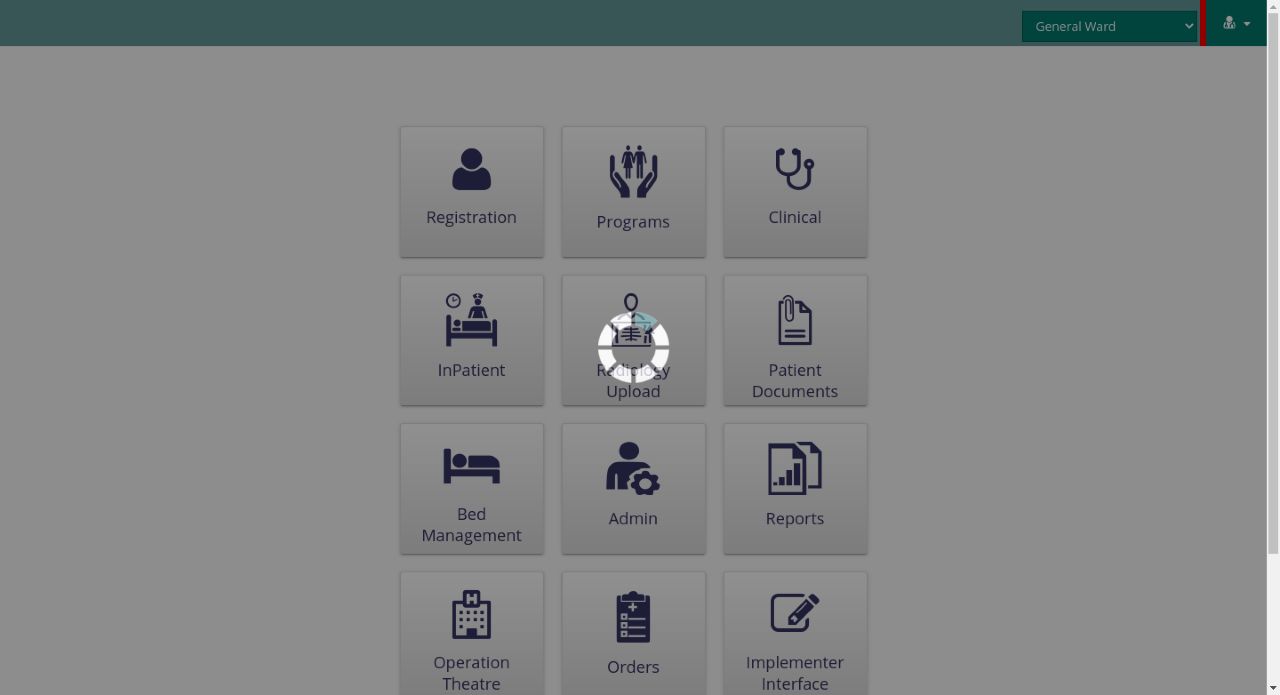 General Ward
Registration
Programs
Clinical
InPatient
Radiology
Upload
Patient
Documents
Bed
Management
Admin
Reports
Operation
Theatre
Orders
Implementer
Interface